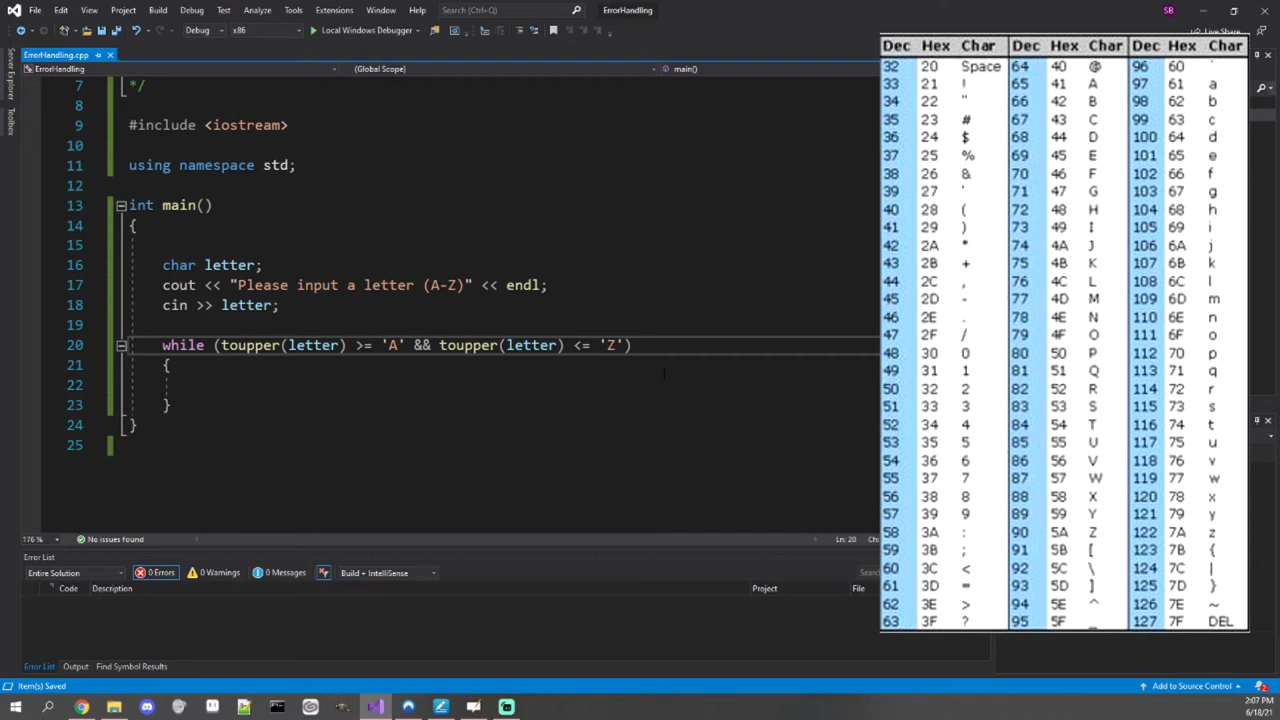 File Edit View Git Project Build Debug Test Analyze Tools Extensions Window Help Search (Ctrl+Q) ErrorHandling SB
Debug x86 Local Windows Debugger Live Share
ErrorHandling.cpp
ErrorHandling (Global Scope) main()
Server Explorer
Toolbox
7 */
8
9 #include <iostream>
10
11 using namespace std;
12
13 int main()
14 {
15
16 char letter;
17 cout << "Please input a letter (A-Z)" << endl;
18 cin >> letter;
19
20 while (toupper(letter) >= 'A' && toupper(letter) <= 'Z')
21 {
22
23 }
24 }
25
Dec Hex Char Dec Hex Char Dec Hex Char
32 20 Space 64 40 @ 96 60 `
33 21 ! 65 41 A 97 61 a
34 22 " 66 42 B 98 62 b
35 23 # 67 43 C 99 63 c
36 24 $ 68 44 D 100 64 d
37 25 % 69 45 E 101 65 e
38 26 & 70 46 F 102 66 f
39 27 ' 71 47 G 103 67 g
40 28 ( 72 48 H 104 68 h
41 29 ) 73 49 I 105 69 i
42 2A * 74 4A J 106 6A j
43 2B + 75 4B K 107 6B k
44 2C , 76 4C L 108 6C l
45 2D - 77 4D M 109 6D m
46 2E . 78 4E N 110 6E n
47 2F / 79 4F O 111 6F o
48 30 0 80 50 P 112 70 p
49 31 1 81 51 Q 113 71 q
50 32 2 82 52 R 114 72 r
51 33 3 83 53 S 115 73 s
52 34 4 84 54 T 116 74 t
53 35 5 85 55 U 117 75 u
54 36 6 86 56 V 118 76 v
55 37 7 87 57 W 119 77 w
56 38 8 88 58 X 120 78 x
57 39 9 89 59 Y 121 79 y
58 3A : 90 5A Z 122 7A z
59 3B ; 91 5B [ 123 7B {
60 3C < 92 5C \ 124 7C |
61 3D = 93 5D ] 125 7D }
62 3E > 94 5E ^ 126 7E ~
63 3F ? 95 5F _ 127 7F DEL
176 % No issues found Ln: 20 Ch:
Error List
Entire Solution 0 Errors 0 Warnings 0 Messages Build + IntelliSense Searc
Code Description Project File
Error List Output Find Symbol Results
Item(s) Saved Add to Source Control 2
2:07 PM
6/18/21